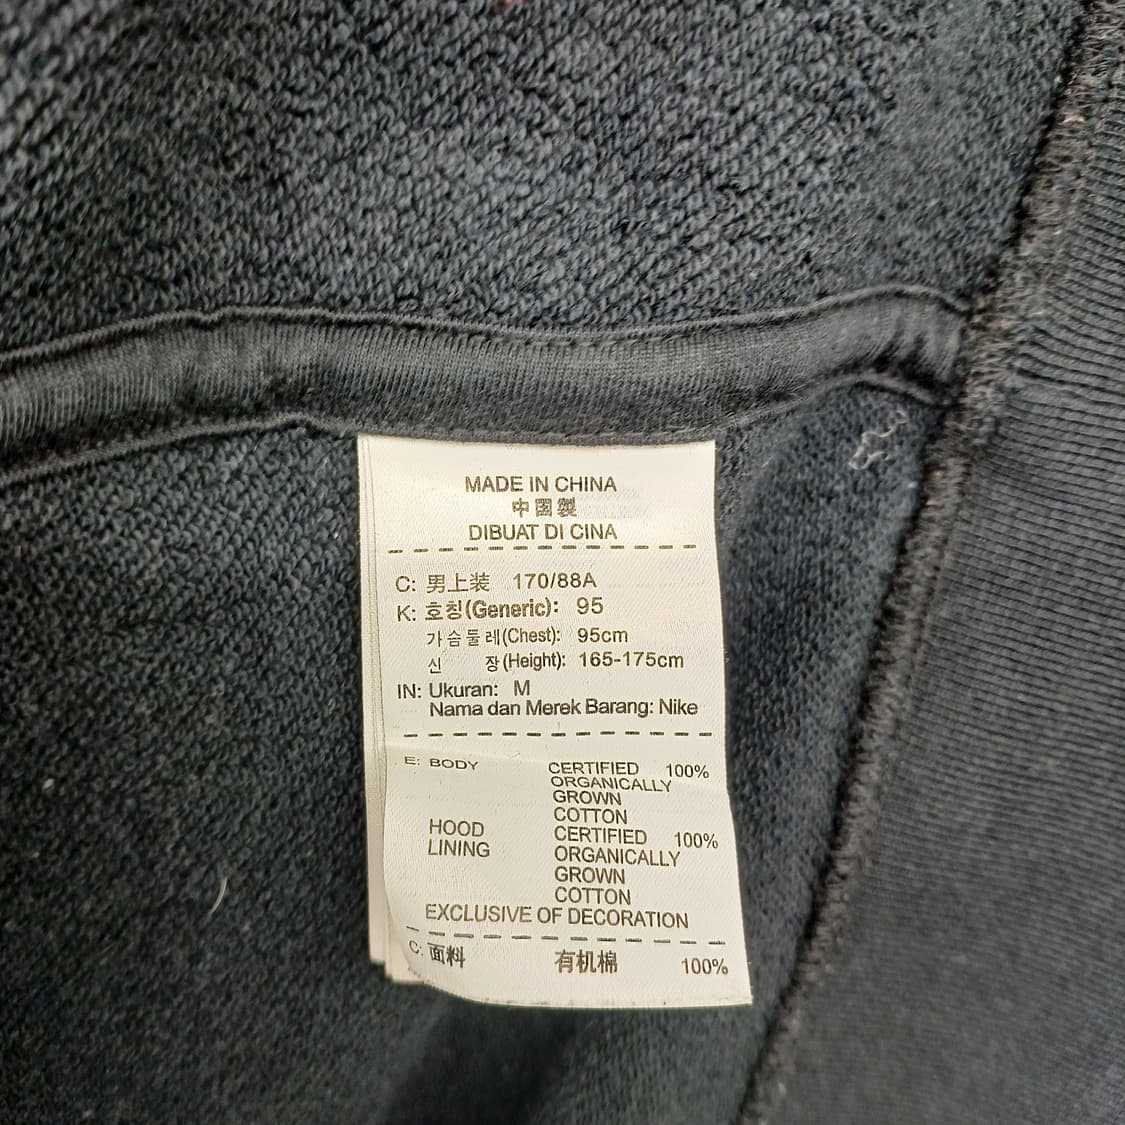 MADE IN CHINA
中國製
DIBUAT DI CINA
C: 男上装 170/88A
K: 호칭(Generic): 95
가슴둘레(Chest): 95cm
신 장(Height): 165-175cm
IN: Ukuran: M
Nama dan Merek Barang: Nike
E: BODY CERTIFIED 100%
ORGANICALLY
GROWN
COTTON
HOOD CERTIFIED 100%
LINING ORGANICALLY
GROWN
COTTON
EXCLUSIVE OF DECORATION
C: 面料 有机棉 100%